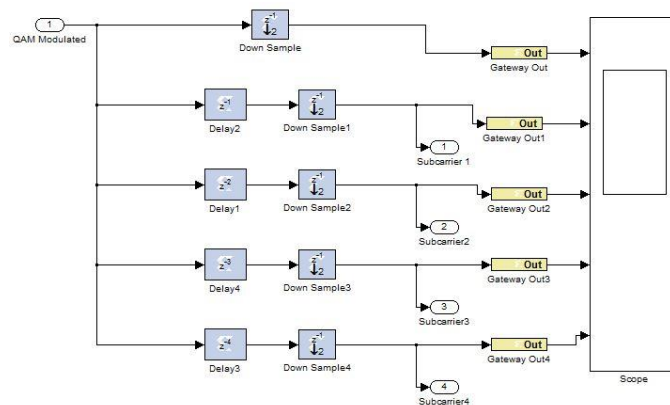 1
QAM Modulated
z-1
↓2
Down Sample
Out
Gateway Out
z-1
Delay2
z-1
↓2
Down Sample1
Out
Gateway Out1
1
Subcarrier 1
z-2
Delay1
z-1
↓2
Down Sample2
Out
Gateway Out2
2
Subcarrier2
z-3
Delay4
z-1
↓2
Down Sample3
Out
Gateway Out3
3
Subcarrier3
z-4
Delay3
z-1
↓2
Down Sample4
Out
Gateway Out4
4
Subcarrier4
Scope